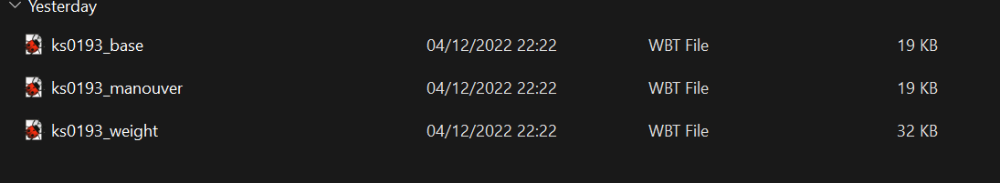 Yesterday
ks0193_base 04/12/2022 22:22 WBT File 19 KB
ks0193_manouver 04/12/2022 22:22 WBT File 19 KB
ks0193_weight 04/12/2022 22:22 WBT File 32 KB